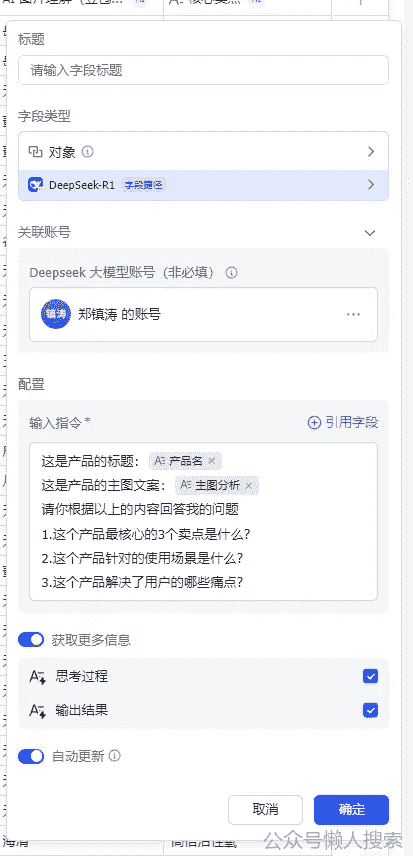 标题
请输入字段标题
字段类型
对象
DeepSeek-R1 字段捷径
关联账号
Deepseek 大模型账号（非必填）
镇涛 郑镇涛 的账号
配置
输入指令* 引用字段
这是产品的标题： 产品名 ×
这是产品的主图文案： 主图分析 ×
请你根据以上的内容回答我的问题
1.这个产品最核心的3个卖点是什么?
2.这个产品针对的使用场景是什么?
3.这个产品解决了用户的哪些痛点?
获取更多信息
思考过程
输出结果
自动更新
取消 确定
公众号懒人搜索